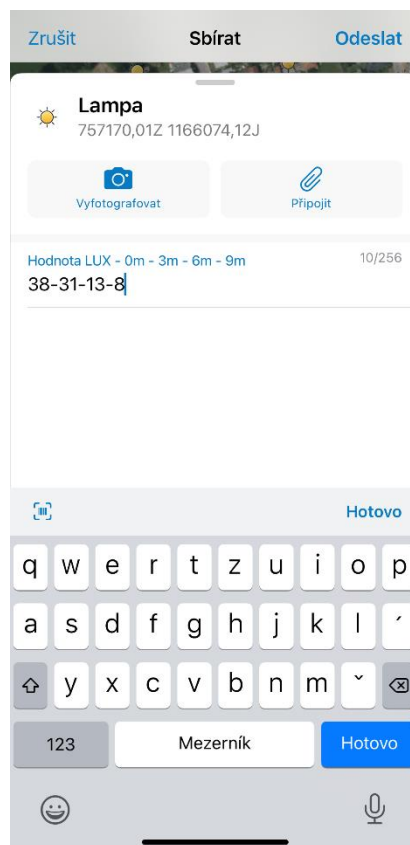 Zrušit Sbírat Odeslat
Lampa
757170,01Z 1166074,12J
Vyfotografovat Připojit
Hodnota LUX - 0m - 3m - 6m - 9m 10/256
38-31-13-8
Hotovo
q w e r t z u i o p
a s d f g h j k l ´
y x c v b n m ˇ
123 Mezerník Hotovo